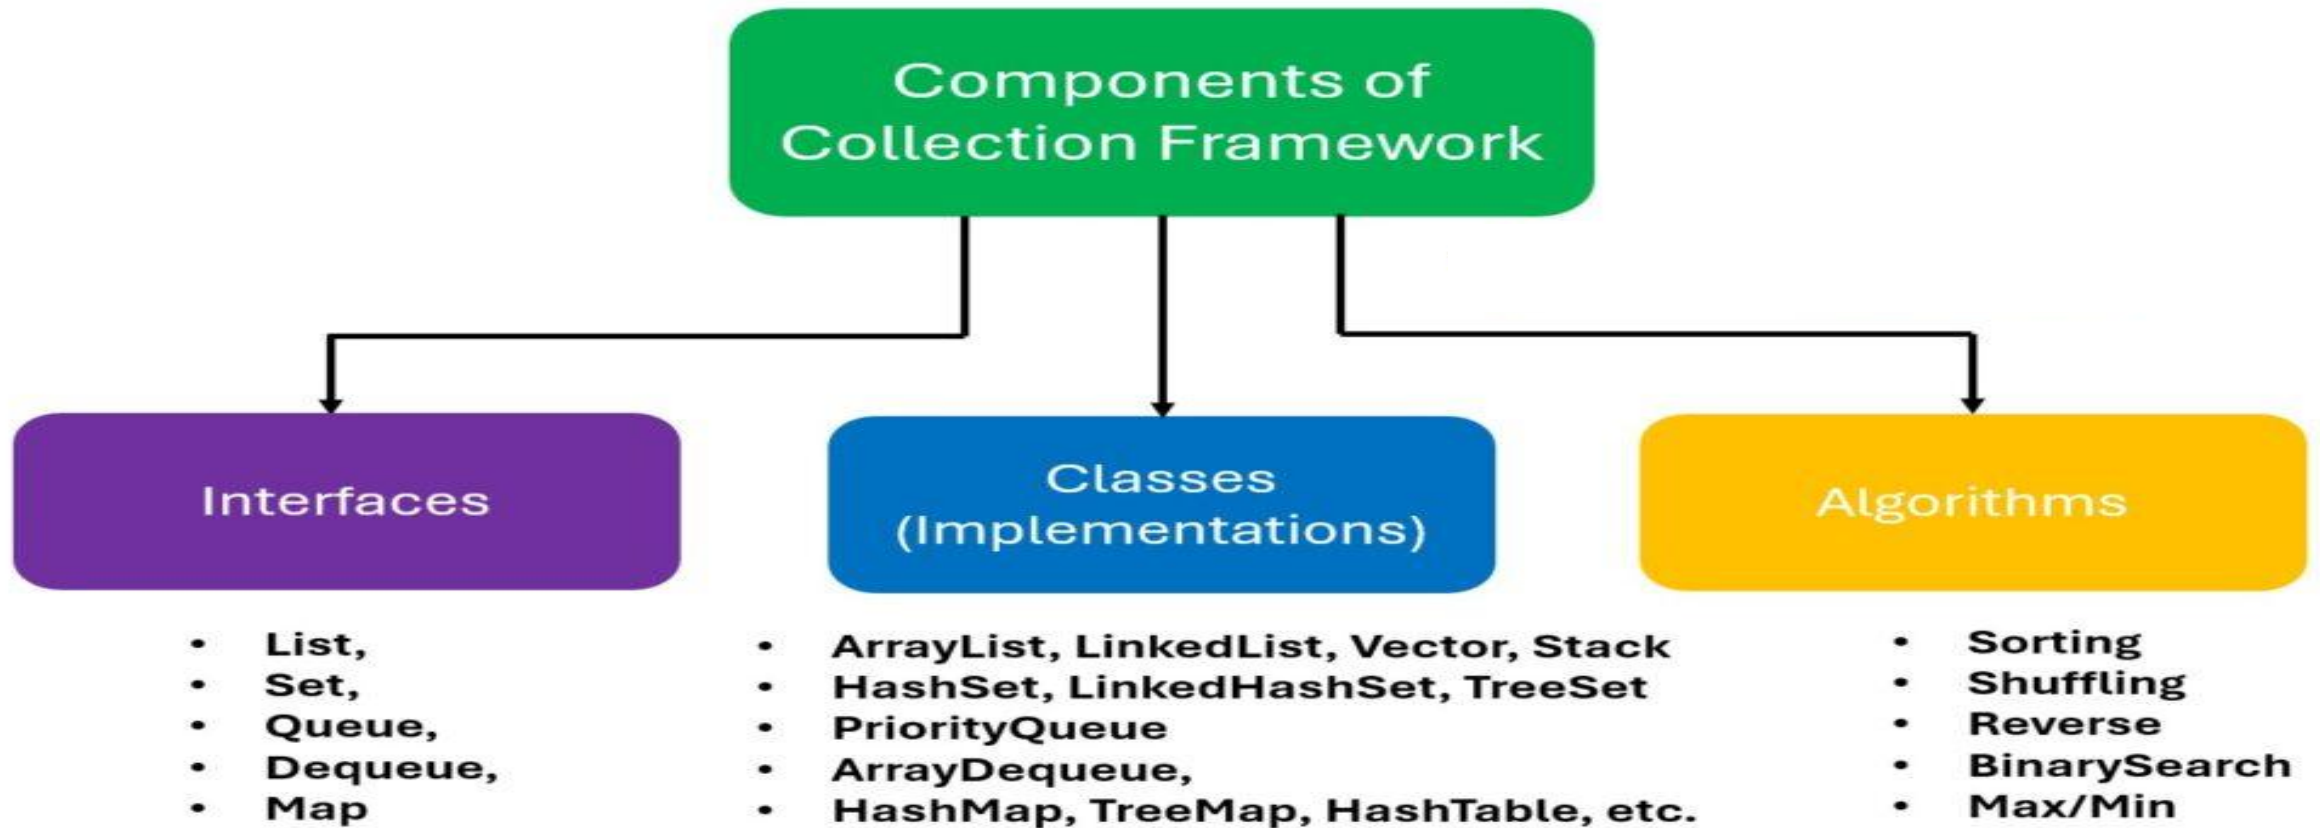 Components of
Collection Framework
Interfaces
Classes
(Implementations)
Algorithms
• List,
• Set,
• Queue,
• Dequeue,
• Map
• ArrayList, LinkedList, Vector, Stack
• HashSet, LinkedHashSet, TreeSet
• PriorityQueue
• ArrayDequeue,
• HashMap, TreeMap, HashTable, etc.
• Sorting
• Shuffling
• Reverse
• BinarySearch
• Max/Min